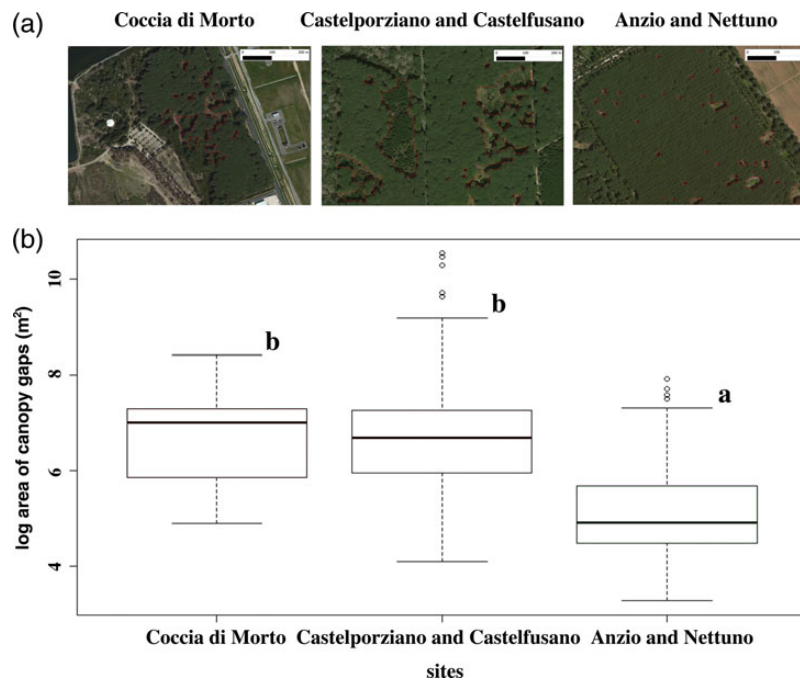 (a)
Coccia di Morto
Castelporziano and Castelfusano
Anzio and Nettuno
(b)
log area of canopy gaps (m²)
10
8
6
4
b
b
a
Coccia di Morto
Castelporziano and Castelfusano
Anzio and Nettuno
sites